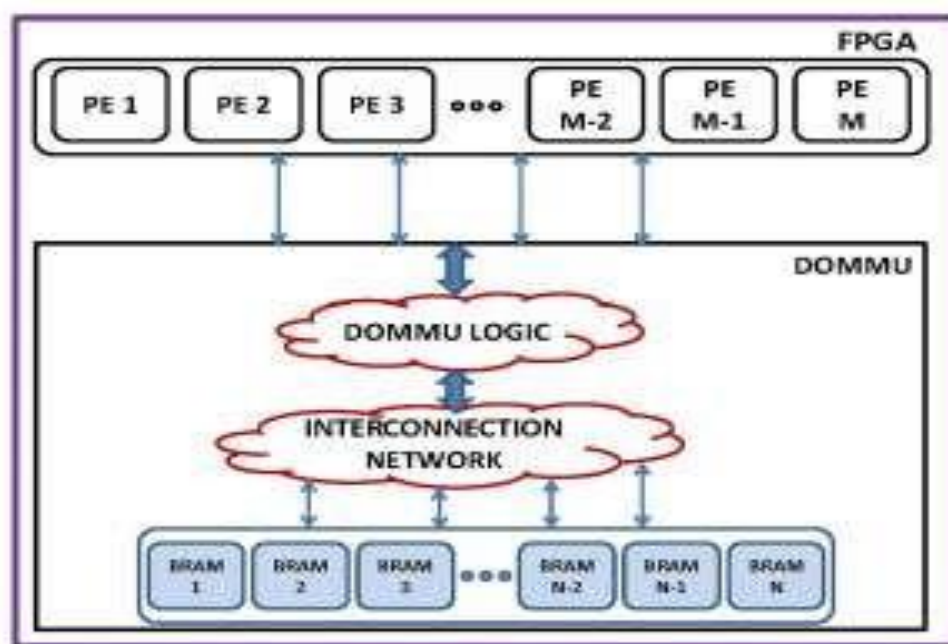 FPGA
PE 1 PE 2 PE 3 PE M-2 PE M-1 PE M
DOMMU
DOMMU LOGIC
INTERCONNECTION
NETWORK
BRAM 1 BRAM 2 BRAM 3 BRAM N-2 BRAM N-1 BRAM N